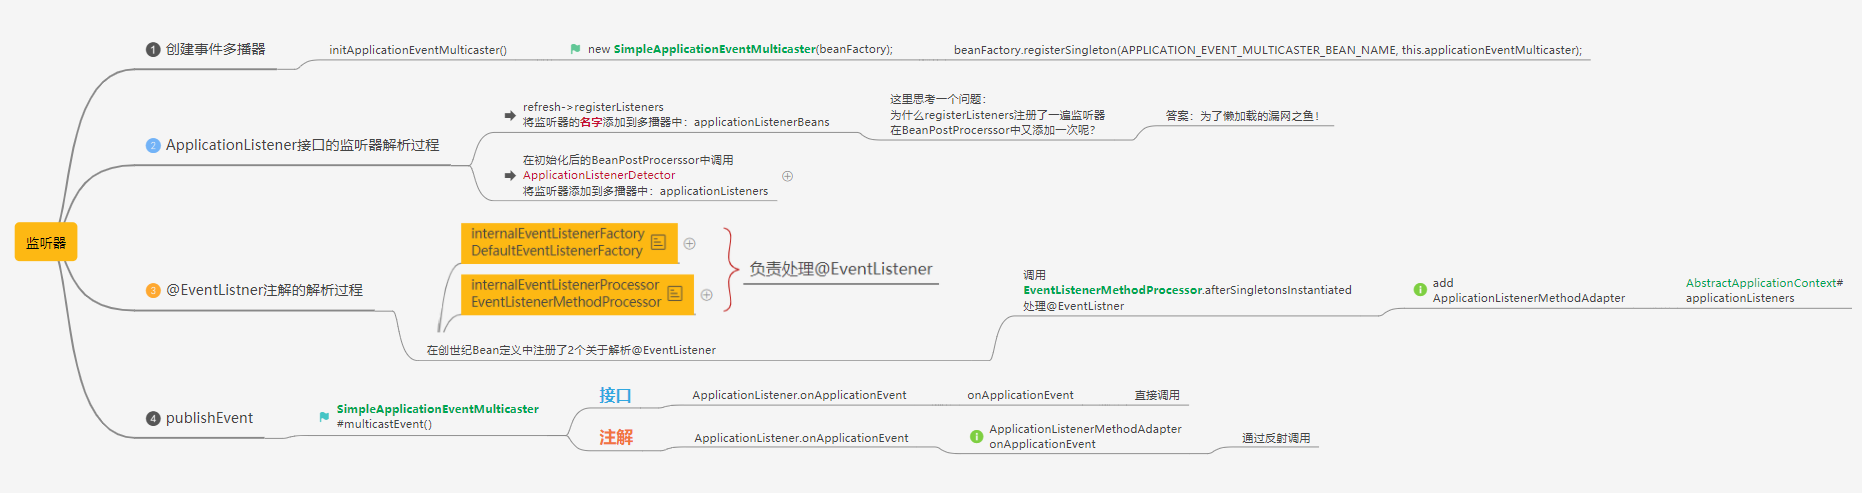 监听器
1 创建事件多播器
initApplicationEventMulticaster()
new SimpleApplicationEventMulticaster(beanFactory);
beanFactory.registerSingleton(APPLICATION_EVENT_MULTICASTER_BEAN_NAME, this.applicationEventMulticaster);
2 ApplicationListener接口的监听器解析过程
refresh->registerListeners
将监听器的名字添加到多播器中：applicationListenerBeans
这里思考一个问题：
为什么registerListeners注册了一遍监听器
在BeanPostProcerssor中又添加一次呢？
答案：为了懒加载的漏网之鱼！
在初始化后的BeanPostProcerssor中调用
ApplicationListenerDetector
将监听器添加到多播器中：applicationListeners
3 @EventListner注解的解析过程
internalEventListenerFactory
DefaultEventListenerFactory
internalEventListenerProcessor
EventListenerMethodProcessor
负责处理@EventListener
在创世纪Bean定义中注册了2个关于解析@EventListener
调用
EventListenerMethodProcessor.afterSingletonsInstantiated
处理@EventListner
add
ApplicationListenerMethodAdapter
AbstractApplicationContext#
applicationListeners
4 publishEvent
SimpleApplicationEventMulticaster
#multicastEvent()
接口
ApplicationListener.onApplicationEvent
onApplicationEvent
直接调用
注解
ApplicationListener.onApplicationEvent
ApplicationListenerMethodAdapter
onApplicationEvent
通过反射调用